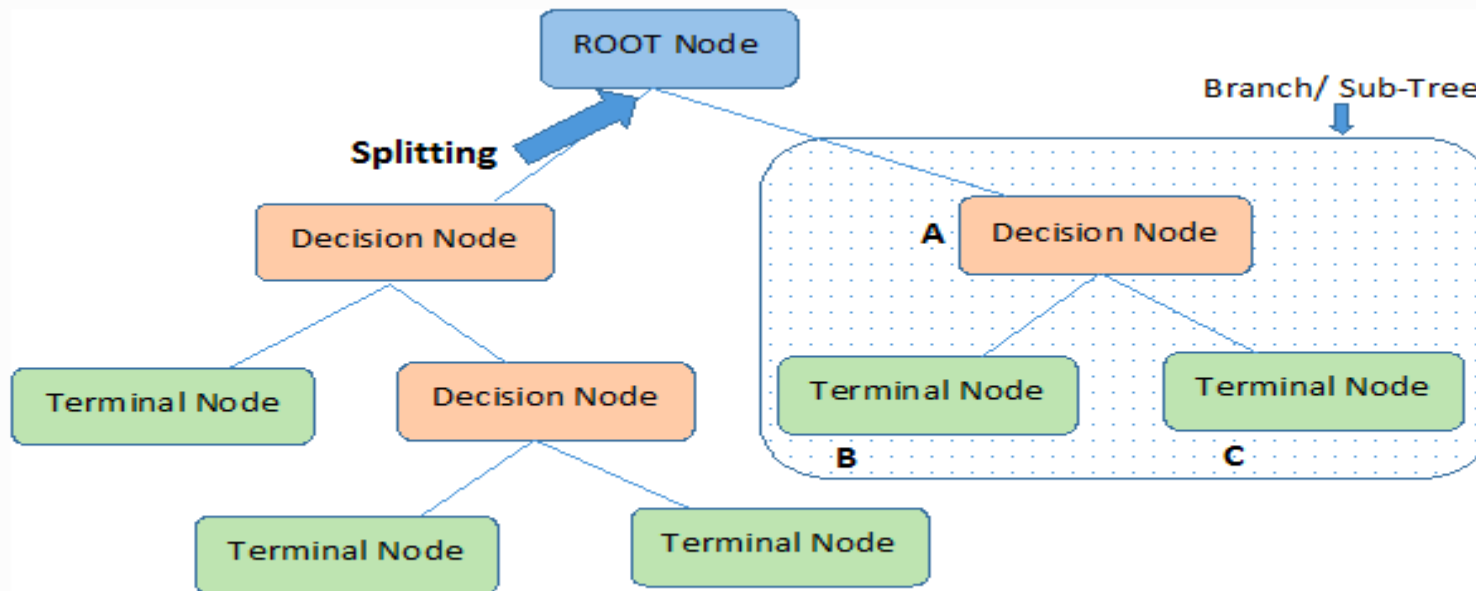 ROOT Node
Branch/ Sub-Tree
Splitting
Decision Node
A
Decision Node
Terminal Node
Decision Node
Terminal Node
Terminal Node
B
C
Terminal Node
Terminal Node